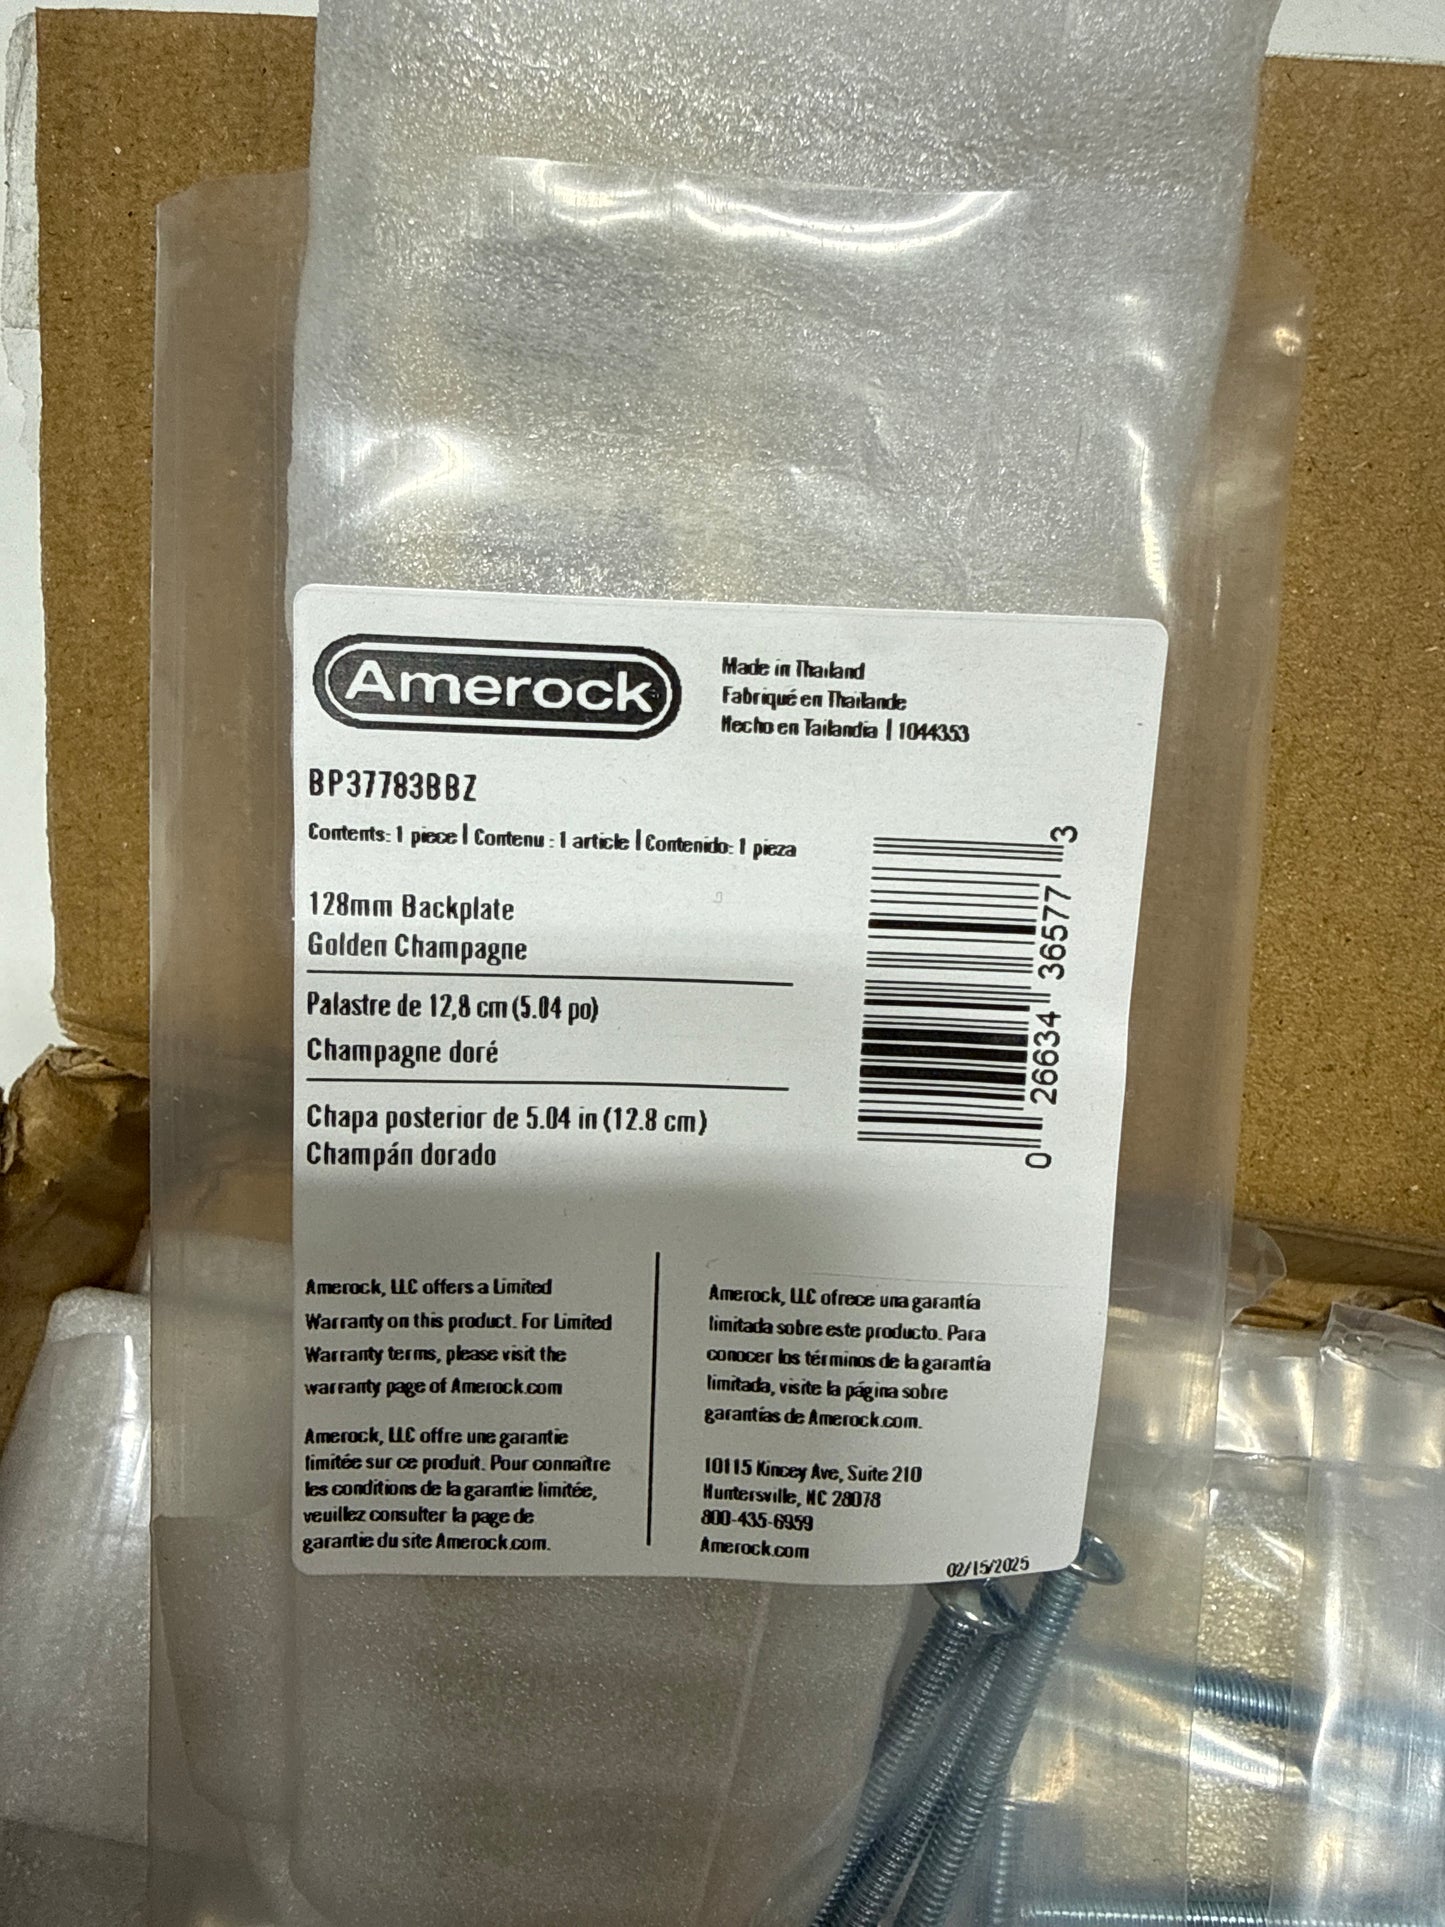 Amerock
Made in Thailand
Fabriqué en Thaïlande
Hecho en Tailandia | 1044353
BP37783BBZ
Contents: 1 piece | Contenu : 1 article | Contenido: 1 pieza
128mm Backplate
Golden Champagne
Palastre de 12,8 cm (5.04 po)
Champagne doré
Chapa posterior de 5.04 in (12.8 cm)
Champán dorado
0 26634 36577 3
Amerock, LLC offers a Limited
Warranty on this product. For Limited
Warranty terms, please visit the
warranty page of Amerock.com
Amerock, LLC offre une garantie
limitée sur ce produit. Pour connaître
les conditions de la garantie limitée,
veuillez consulter la page de
garantie du site Amerock.com.
Amerock, LLC ofrece una garantía
limitada sobre este producto. Para
conocer los términos de la garantía
limitada, visite la página sobre
garantías de Amerock.com.
10115 Kincey Ave, Suite 210
Huntersville, NC 28078
800-435-6959
Amerock.com
02/15/2025